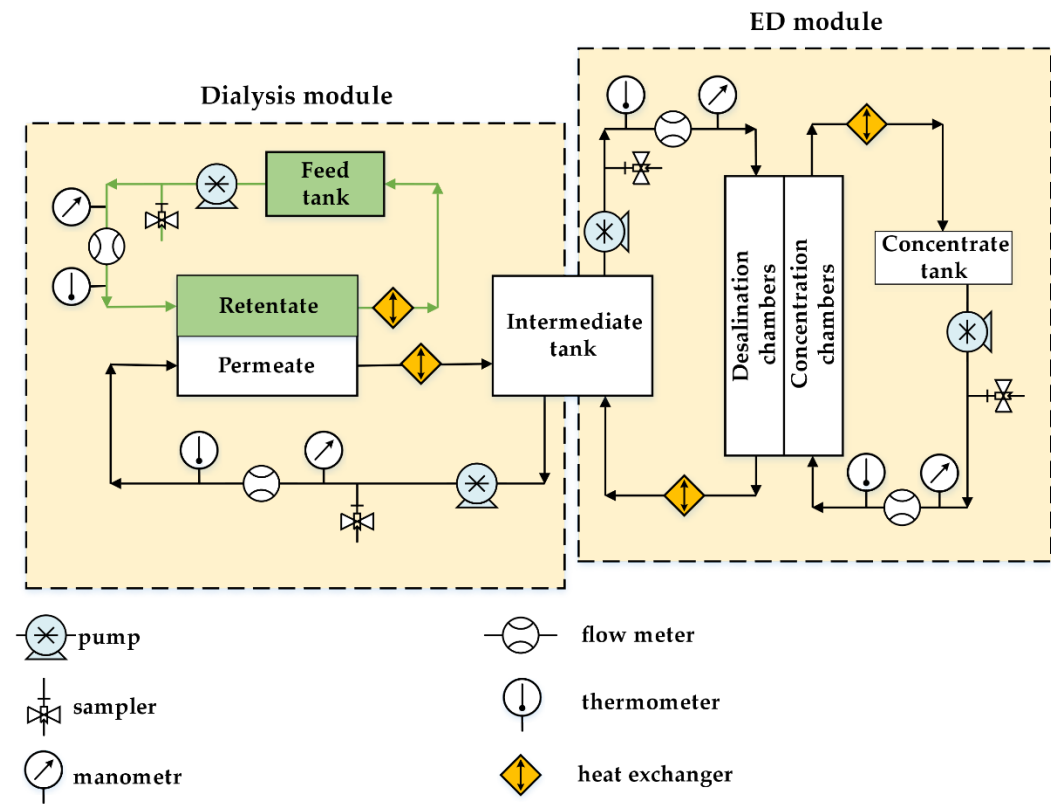 ED module
Dialysis module
Feed
tank
Retentate
Permeate
Intermediate
tank
Desalination
chambers
Concentration
chambers
Concentrate
tank
pump
flow meter
sampler
thermometer
manometr
heat exchanger